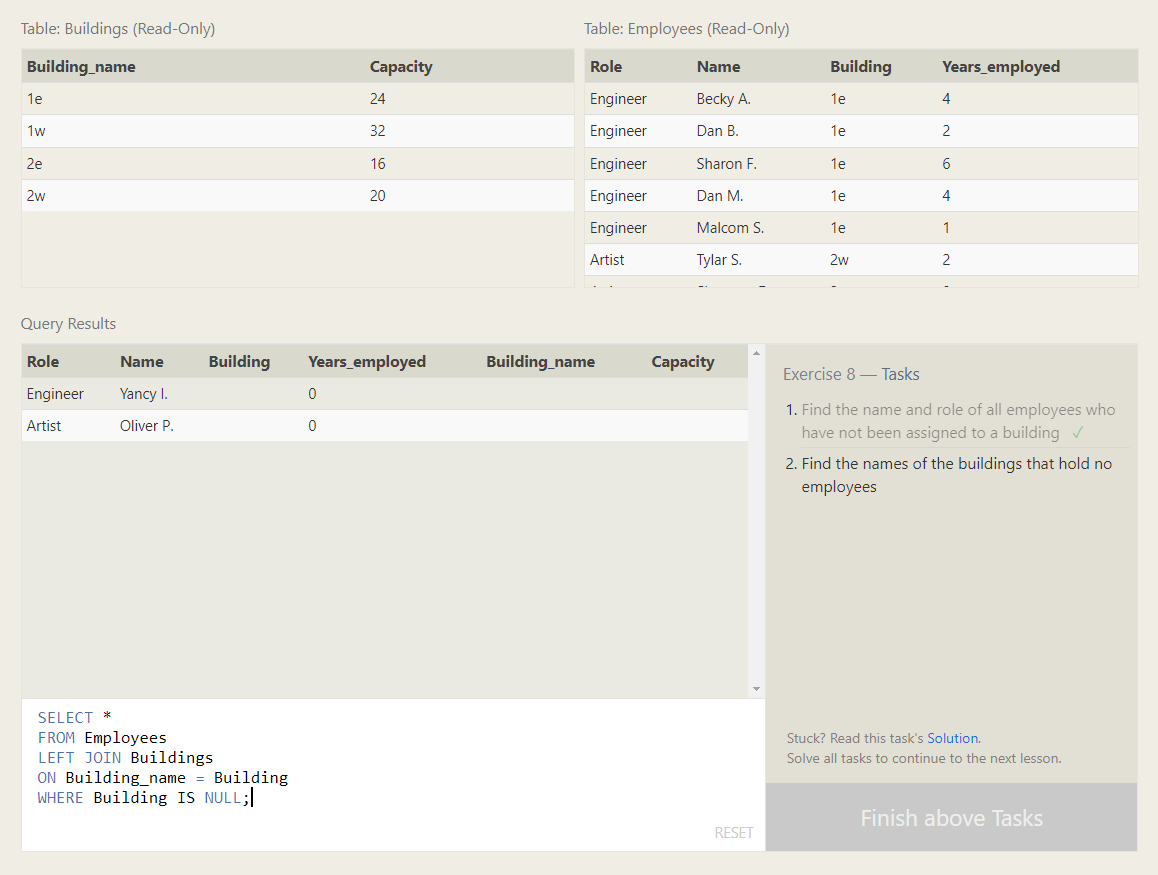 Table: Buildings (Read-Only)
Building_name Capacity
1e 24
1w 32
2e 16
2w 20
Table: Employees (Read-Only)
Role Name Building Years_employed
Engineer Becky A. 1e 4
Engineer Dan B. 1e 2
Engineer Sharon F. 1e 6
Engineer Dan M. 1e 4
Engineer Malcom S. 1e 1
Artist Tylar S. 2w 2
Query Results
Role Name Building Years_employed Building_name Capacity
Engineer Yancy I. 0
Artist Oliver P. 0
SELECT *
FROM Employees
LEFT JOIN Buildings
ON Building_name = Building
WHERE Building IS NULL;
RESET
Exercise 8 — Tasks
1. Find the name and role of all employees who
have not been assigned to a building ✓
2. Find the names of the buildings that hold no
employees
Stuck? Read this task's Solution.
Solve all tasks to continue to the next lesson.
Finish above Tasks